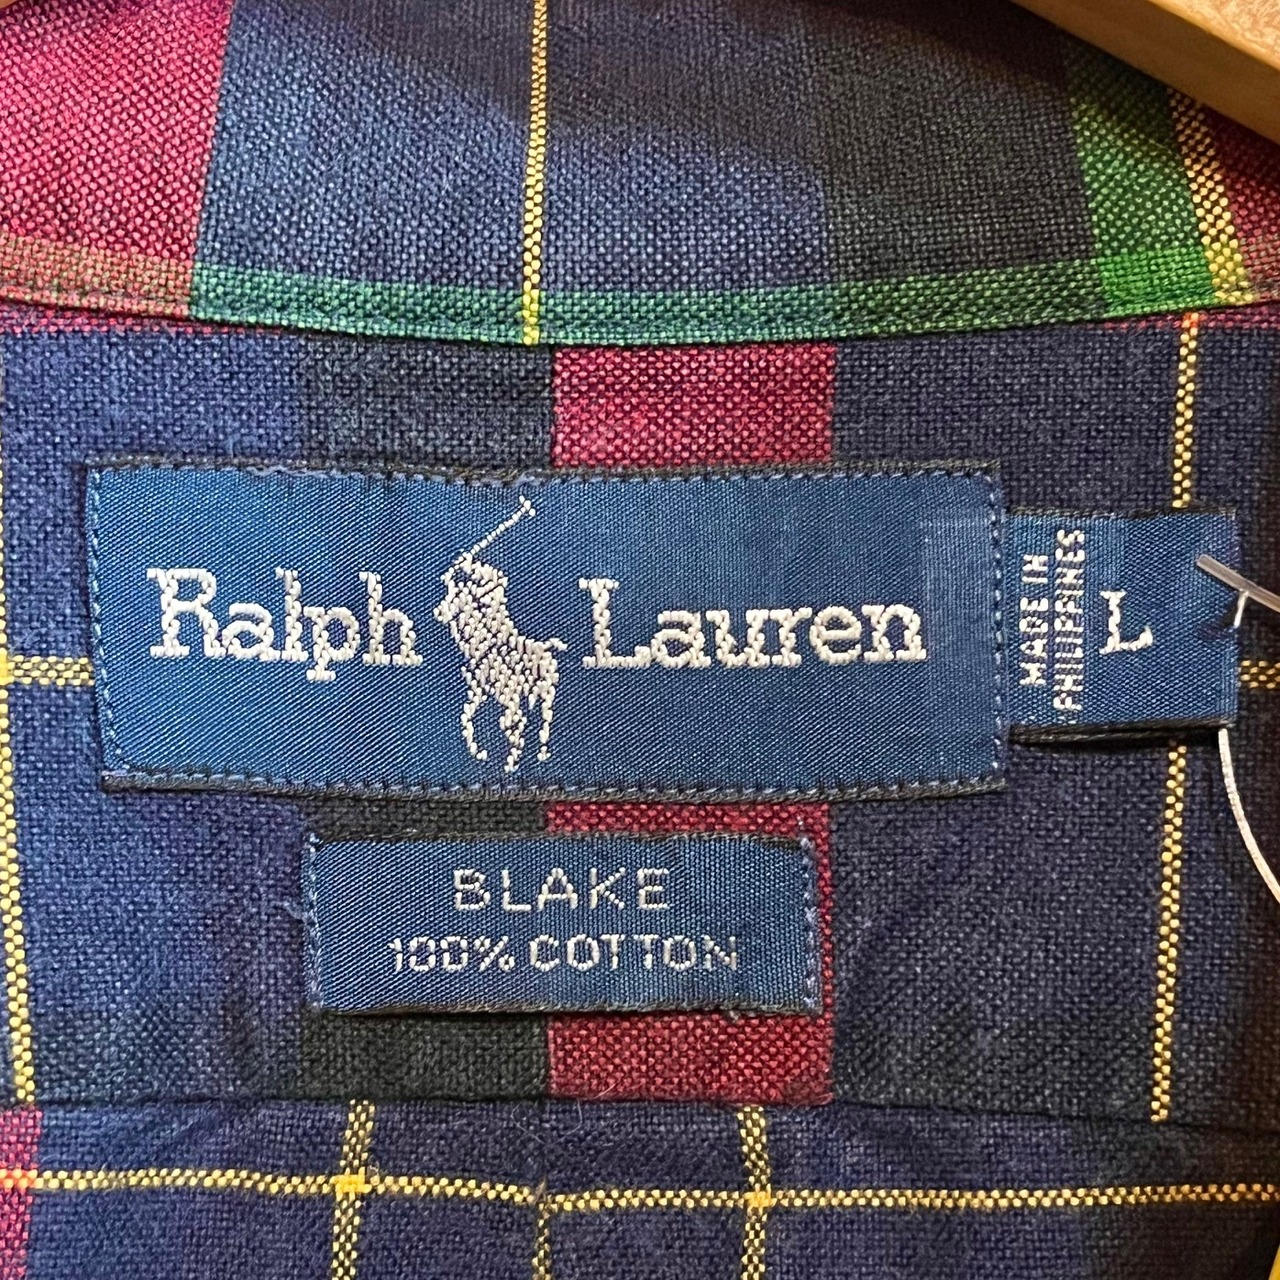 Ralph Lauren
MADE IN
PHILIPPINES
L
BLAKE
100% COTTON